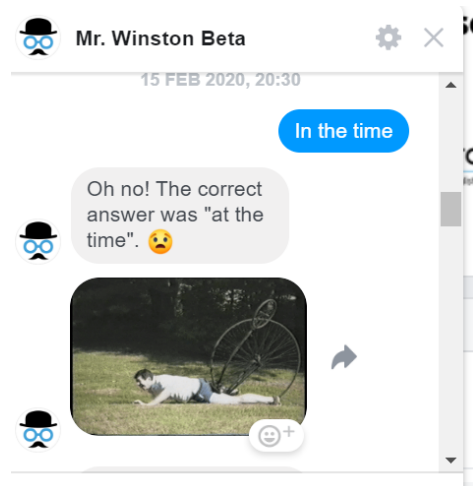 Mr. Winston Beta
15 FEB 2020, 20:30
In the time
Oh no! The correct
answer was "at the
time". 😧